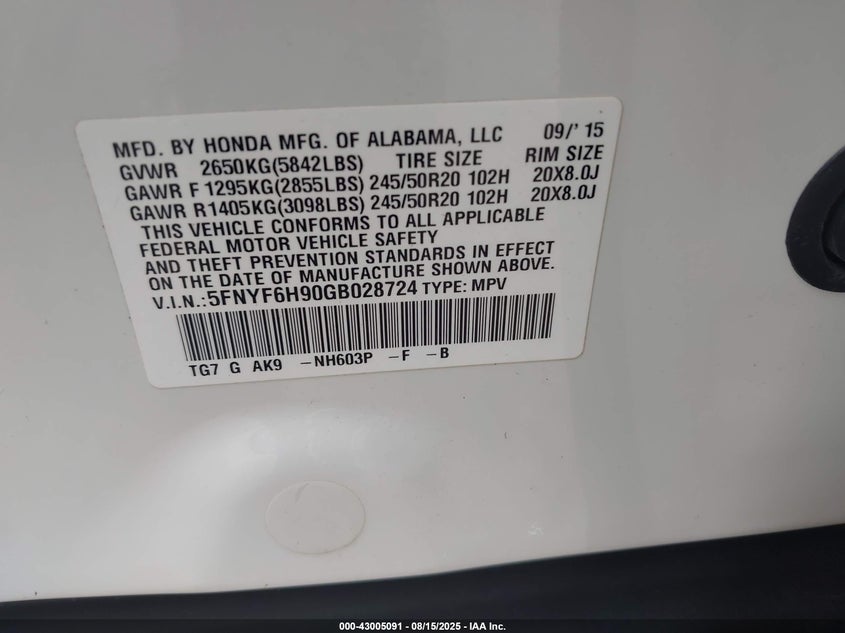 MFD. BY HONDA MFG. OF ALABAMA, LLC 09/' 15
GVWR 2650KG(5842LBS) TIRE SIZE RIM SIZE
GAWR F 1295KG(2855LBS) 245/50R20 102H 20X8.0J
GAWR R1405KG(3098LBS) 245/50R20 102H 20X8.0J
THIS VEHICLE CONFORMS TO ALL APPLICABLE
FEDERAL MOTOR VEHICLE SAFETY
AND THEFT PREVENTION STANDARDS IN EFFECT
ON THE DATE OF MANUFACTURE SHOWN ABOVE.
V.I.N.:5FNYF6H90GB028724 TYPE: MPV
TG7 G AK9 -NH603P -F -B
000-43005091 - 08/15/2025 - IAA Inc.